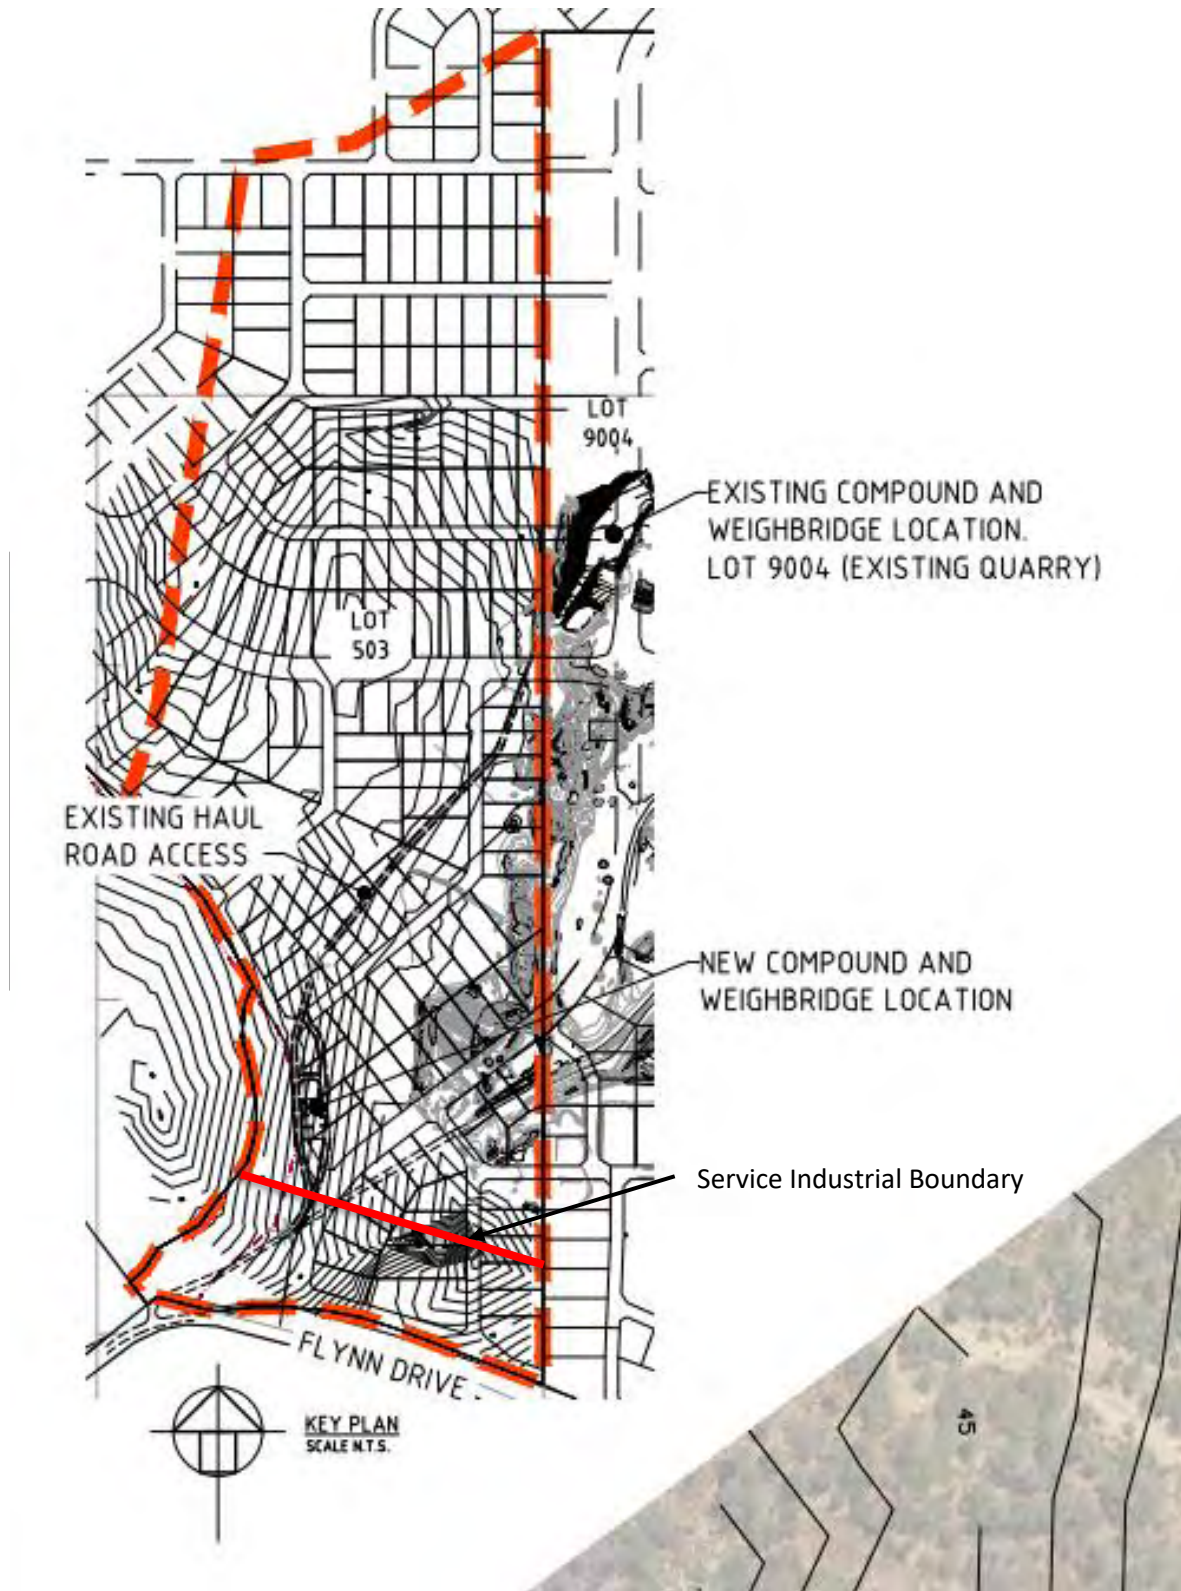 LOT
9004
EXISTING COMPOUND AND
WEIGHBRIDGE LOCATION.
LOT 9004 (EXISTING QUARRY)
LOT
503
EXISTING HAUL
ROAD ACCESS
NEW COMPOUND AND
WEIGHBRIDGE LOCATION
Service Industrial Boundary
FLYNN DRIVE
KEY PLAN
SCALE N.T.S.
45